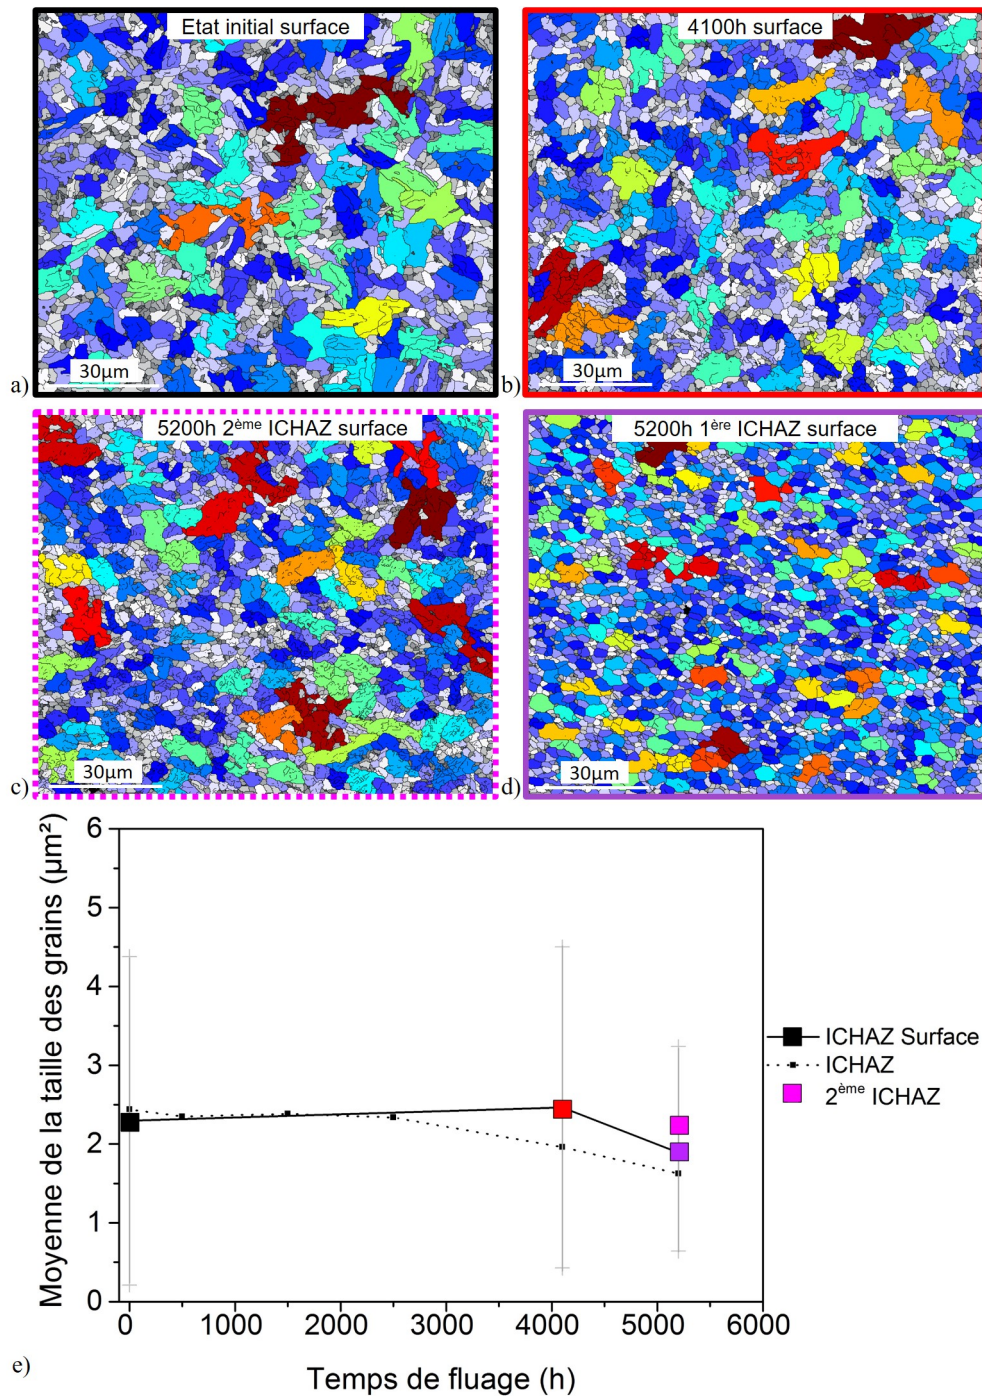 Etat initial surface
4100h surface
30µm
30µm
a)
b)
5200h 2ème ICHAZ surface
5200h 1ère ICHAZ surface
30µm
30µm
c)
d)
Moyenne de la taille des grains (µm²)
6
5
4
3
2
1
0
0 1000 2000 3000 4000 5000 6000
ICHAZ Surface
ICHAZ
2ème ICHAZ
e)
Temps de fluage (h)